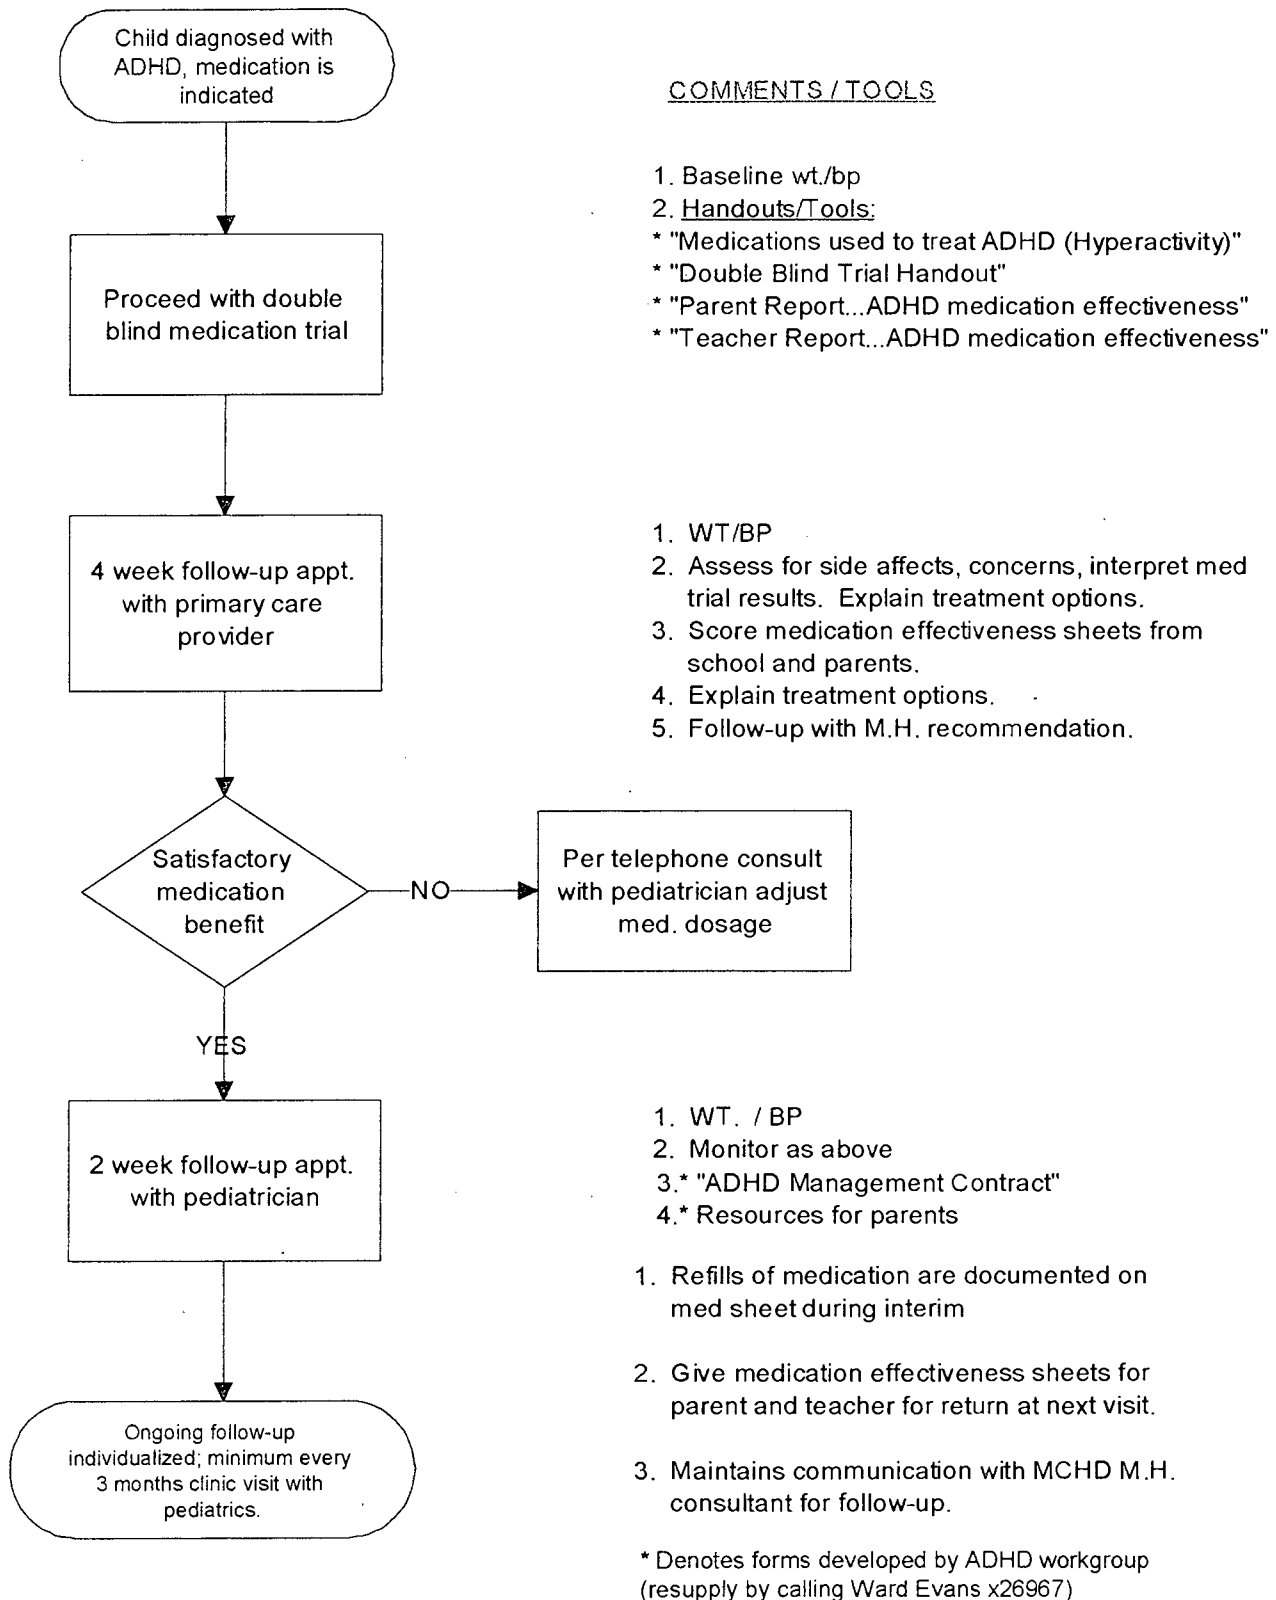 Child diagnosed with
ADHD, medication is
indicated
COMMENTS / TOOLS
1. Baseline wt./bp
2. Handouts/Tools:
* "Medications used to treat ADHD (Hyperactivity)"
* "Double Blind Trial Handout"
* "Parent Report...ADHD medication effectiveness"
* "Teacher Report...ADHD medication effectiveness"
Proceed with double
blind medication trial
4 week follow-up appt.
with primary care
provider
1. WT/BP
2. Assess for side affects, concerns, interpret med
trial results. Explain treatment options.
3. Score medication effectiveness sheets from
school and parents.
4. Explain treatment options.
5. Follow-up with M.H. recommendation.
Satisfactory
medication
benefit
NO
Per telephone consult
with pediatrician adjust
med. dosage
YES
2 week follow-up appt.
with pediatrician
1. WT. / BP
2. Monitor as above
3.* "ADHD Management Contract"
4.* Resources for parents
1. Refills of medication are documented on
med sheet during interim
2. Give medication effectiveness sheets for
parent and teacher for return at next visit.
3. Maintains communication with MCHD M.H.
consultant for follow-up.
Ongoing follow-up
individualized; minimum every
3 months clinic visit with
pediatrics.
* Denotes forms developed by ADHD workgroup
(resupply by calling Ward Evans x26967)